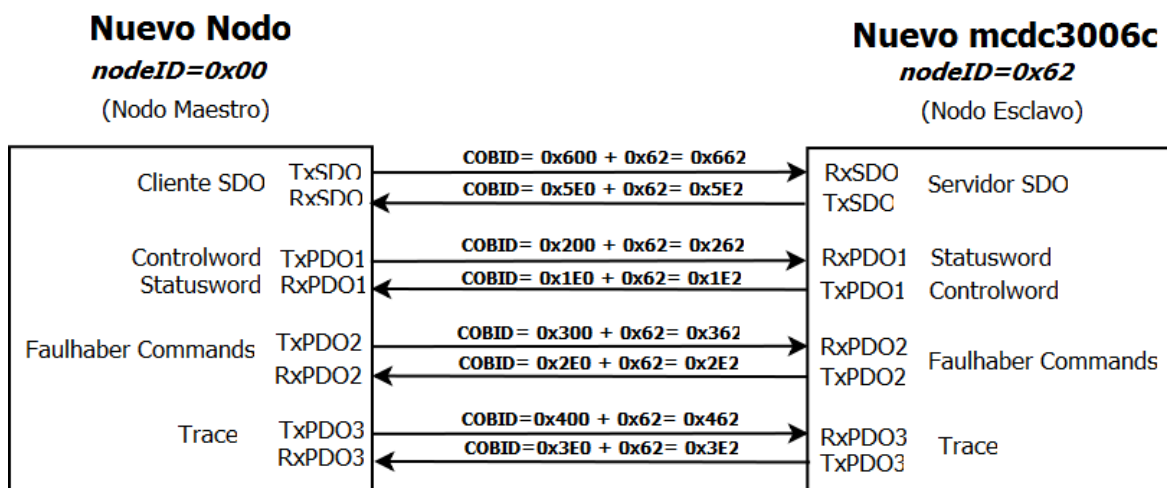 Nuevo Nodo
nodeID=0x00
(Nodo Maestro)
Nuevo mcdc3006c
nodeID=0x62
(Nodo Esclavo)
Cliente SDO
TxSDO
RxSDO
COBID= 0x600 + 0x62= 0x662
COBID= 0x5E0 + 0x62= 0x5E2
RxSDO
TxSDO
Servidor SDO
Controlword TxPDO1
Statusword RxPDO1
COBID= 0x200 + 0x62= 0x262
COBID= 0x1E0 + 0x62= 0x1E2
RxPDO1 Statusword
TxPDO1 Controlword
Faulhaber Commands
TxPDO2
RxPDO2
COBID= 0x300 + 0x62= 0x362
COBID= 0x2E0 + 0x62= 0x2E2
RxPDO2
TxPDO2
Faulhaber Commands
Trace
TxPDO3
RxPDO3
COBID=0x400 + 0x62= 0x462
COBID= 0x3E0 + 0x62= 0x3E2
RxPDO3
TxPDO3
Trace